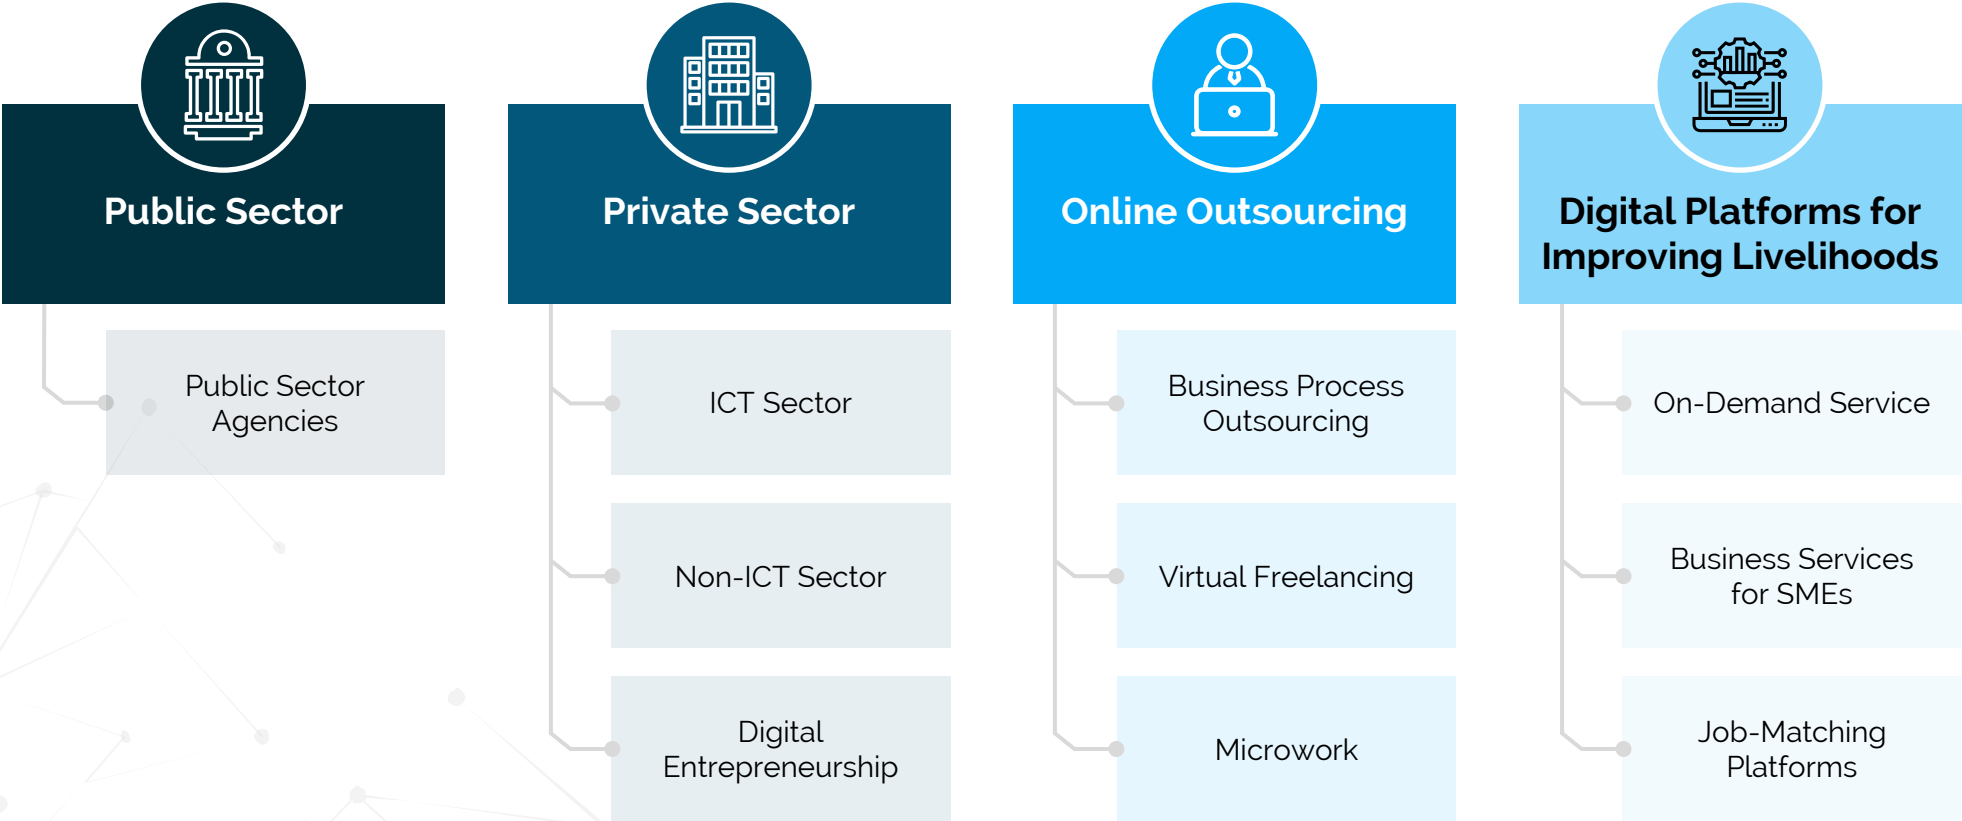 Public Sector
Public Sector
Agencies
Private Sector
ICT Sector
Non-ICT Sector
Digital
Entrepreneurship
Online Outsourcing
Business Process
Outsourcing
Virtual Freelancing
Microwork
Digital Platforms for
Improving Livelihoods
On-Demand Service
Business Services
for SMEs
Job-Matching
Platforms